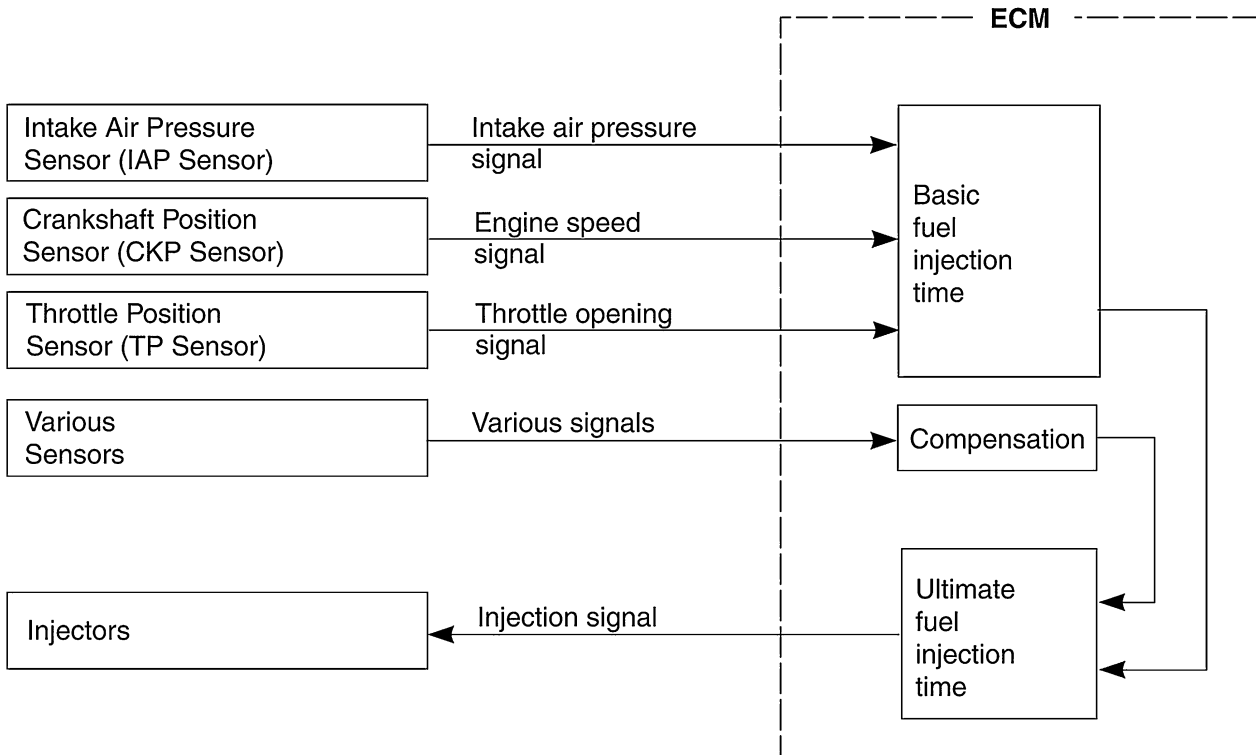 ECM
Intake Air Pressure
Sensor (IAP Sensor)
Intake air pressure
signal
Crankshaft Position
Sensor (CKP Sensor)
Engine speed
signal
Throttle Position
Sensor (TP Sensor)
Throttle opening
signal
Basic
fuel
injection
time
Various
Sensors
Various signals
Compensation
Injectors
Injection signal
Ultimate
fuel
injection
time